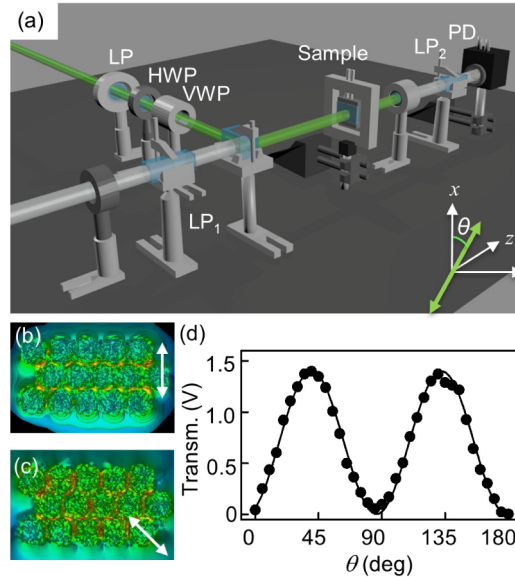 (a)
LP
HWP
VWP
Sample
LP2
PD
LP1
x
θ
z
(b)
(c)
(d)
Transm. (V)
1.5
1.0
0.5
0
0
45
90
135
180
θ (deg)